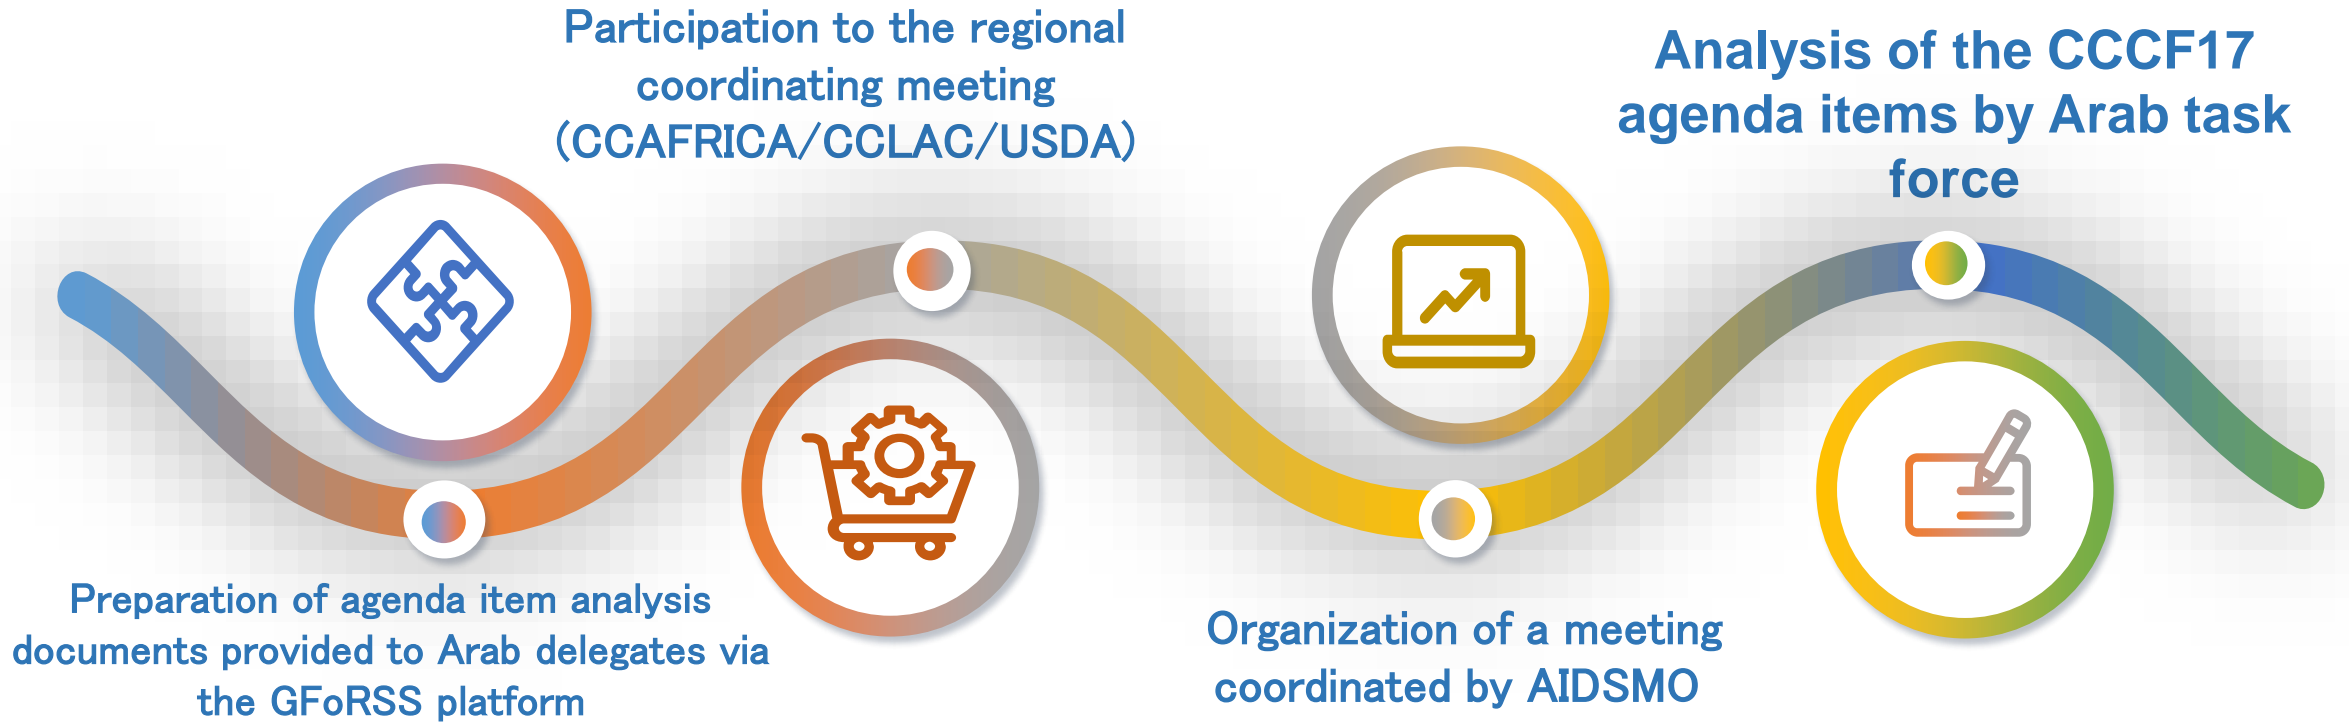 Preparation of agenda item analysis
documents provided to Arab delegates via
the GFoRSS platform
Participation to the regional
coordinating meeting
(CCAFRICA/CCLAC/USDA)
Organization of a meeting
coordinated by AIDSMO
Analysis of the CCCF17
agenda items by Arab task
force